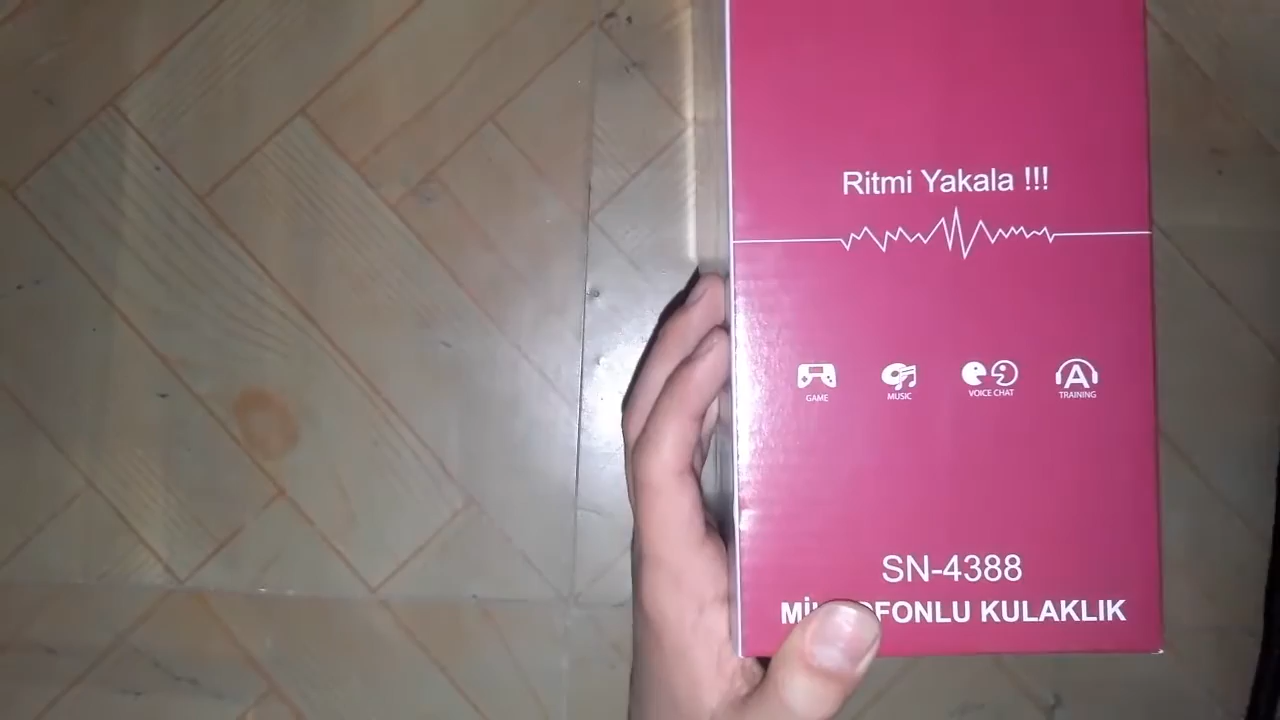 Ritmi Yakala !!!
GAME
MUSIC
VOICE CHAT
A
TRAINING
SN-4388
KULAKLIK